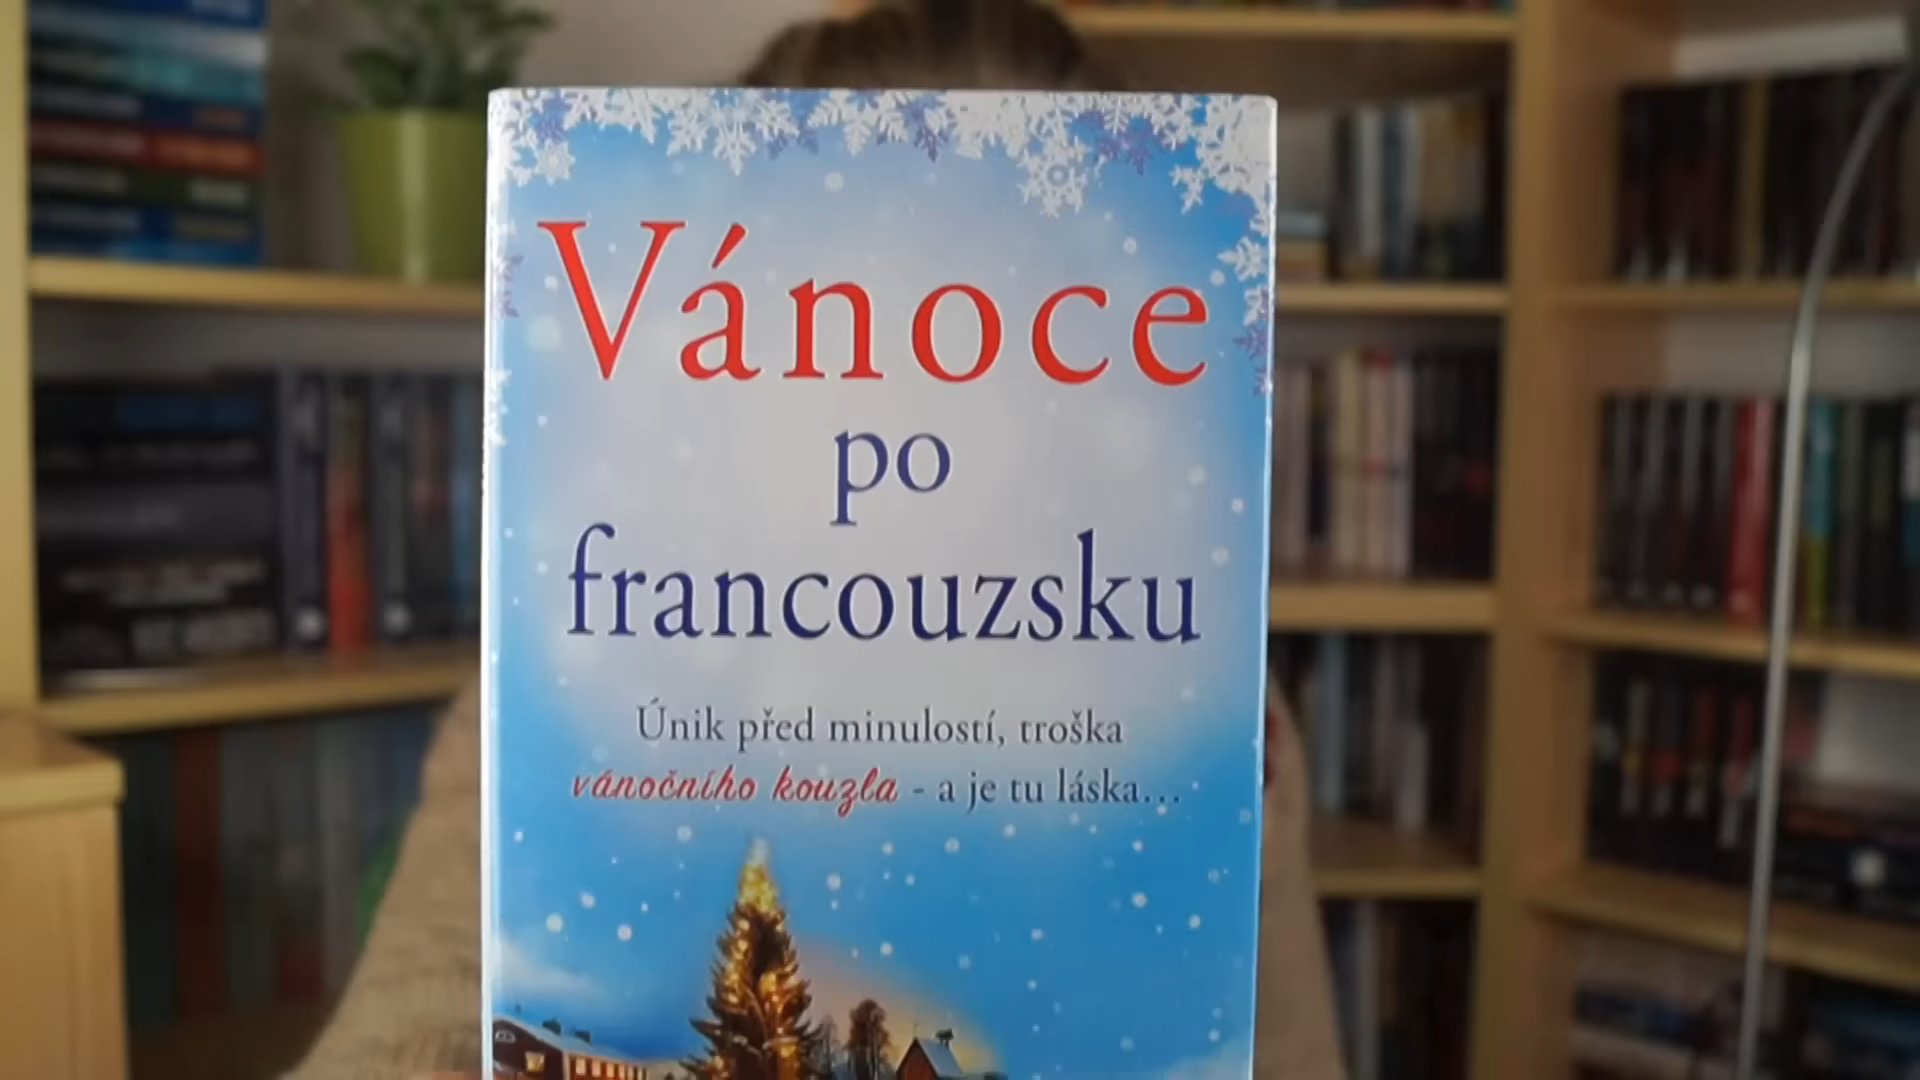 Vánoce
po
francouzsku
Únik před minulostí, troška
vánočního kouzla - a je tu láska...